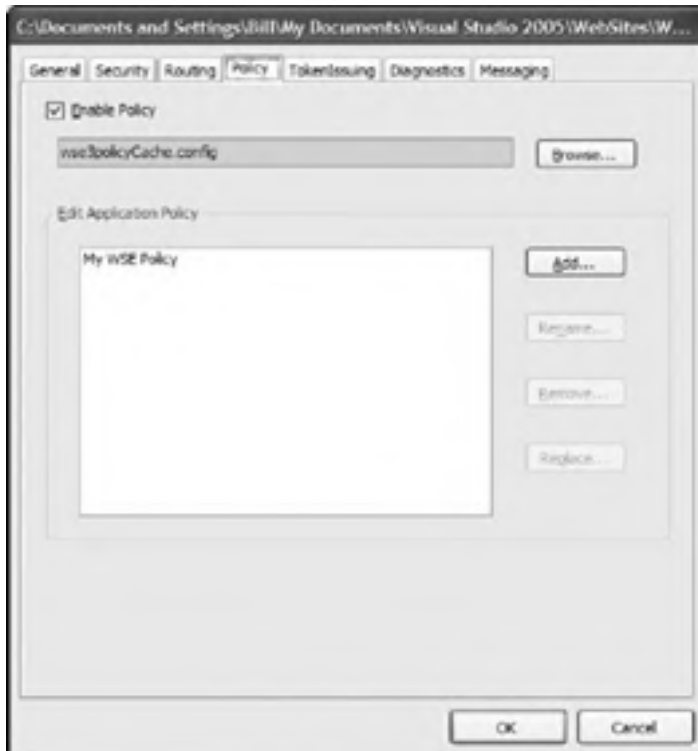 C:\Documents and Settings\Bill\My Documents\Visual Studio 2005\WebSites\W...
General Security Routing Policy TokenIssuing Diagnostics Messaging
Enable Policy
wse3policyCache.config
Browse...
Edit Application Policy
My WSE Policy
Add...
Rename...
Remove...
Replace...
OK
Cancel